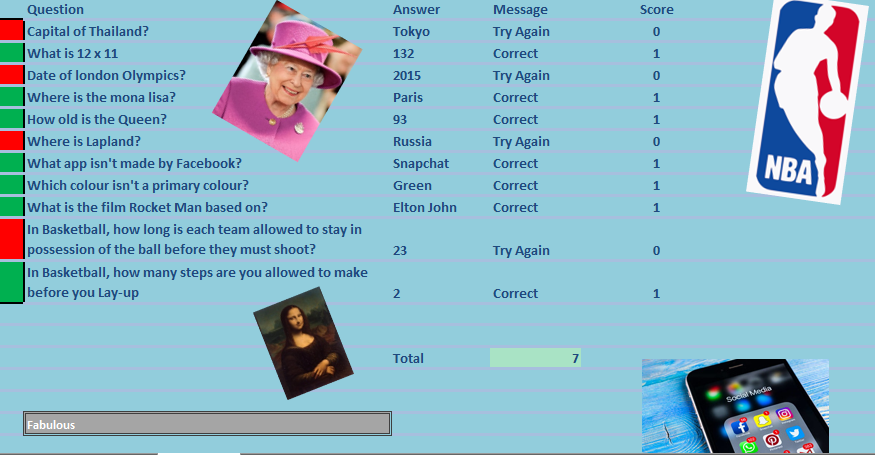 Question Answer Message Score
Capital of Thailand? Tokyo Try Again 0
What is 12 x 11 132 Correct 1
Date of london Olympics? 2015 Try Again 0
Where is the mona lisa? Paris Correct 1
How old is the Queen? 93 Correct 1
Where is Lapland? Russia Try Again 0
What app isn't made by Facebook? Snapchat Correct 1
Which colour isn't a primary colour? Green Correct 1
What is the film Rocket Man based on? Elton John Correct 1
In Basketball, how long is each team allowed to stay in
possession of the ball before they must shoot? 23 Try Again 0
In Basketball, how many steps are you allowed to make
before you Lay-up 2 Correct 1
Total 7
Fabulous
NBA
Social Media